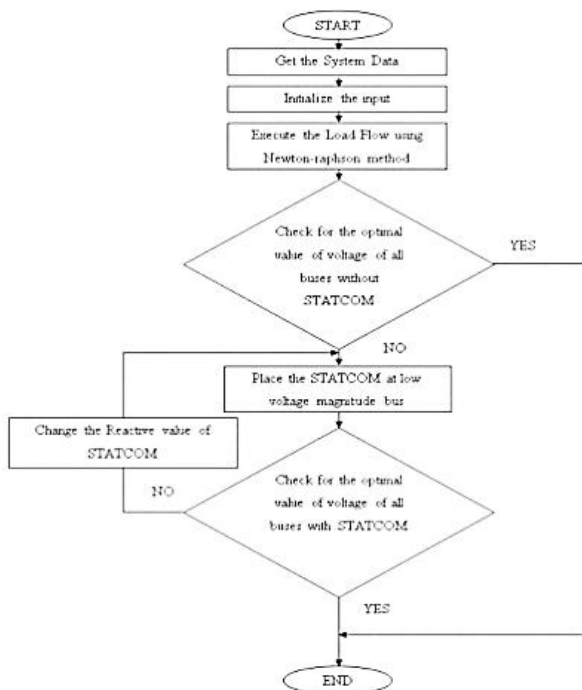 START
Get the System Data
Initialize the input
Execute the Load Flow using
Newton-raphson method
Check for the optimal
value of voltage of all
buses without
STATCOM
YES
NO
Place the STATCOM at low
voltage magnitude bus
Change the Reactive value of
STATCOM
Check for the optimal
value of voltage of all
buses with STATCOM
NO
YES
END